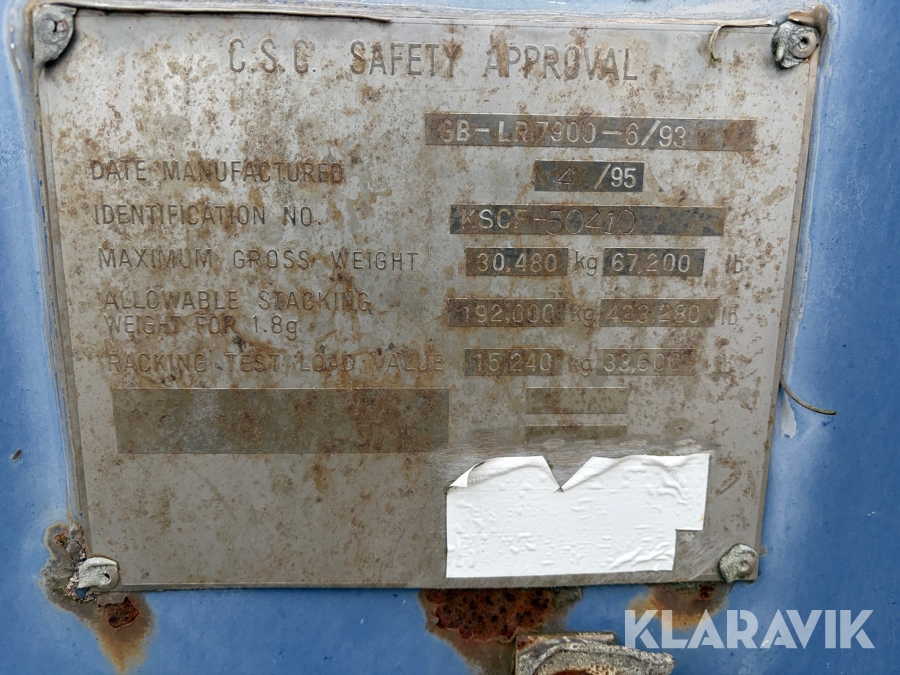 C.S.C. SAFETY APPROVAL
GB-LR7900-6/93
DATE MANUFACTURED 4 /95
IDENTIFICATION NO. KSCF-50410
MAXIMUM GROSS WEIGHT 30,480 kg 67,200 lb
ALLOWABLE STACKING
WEIGHT FOR 1.8g 192,000 kg 423,280 lb
RACKING TEST LOAD VALUE 15,240 kg 33,600 lb
KLARAVIK